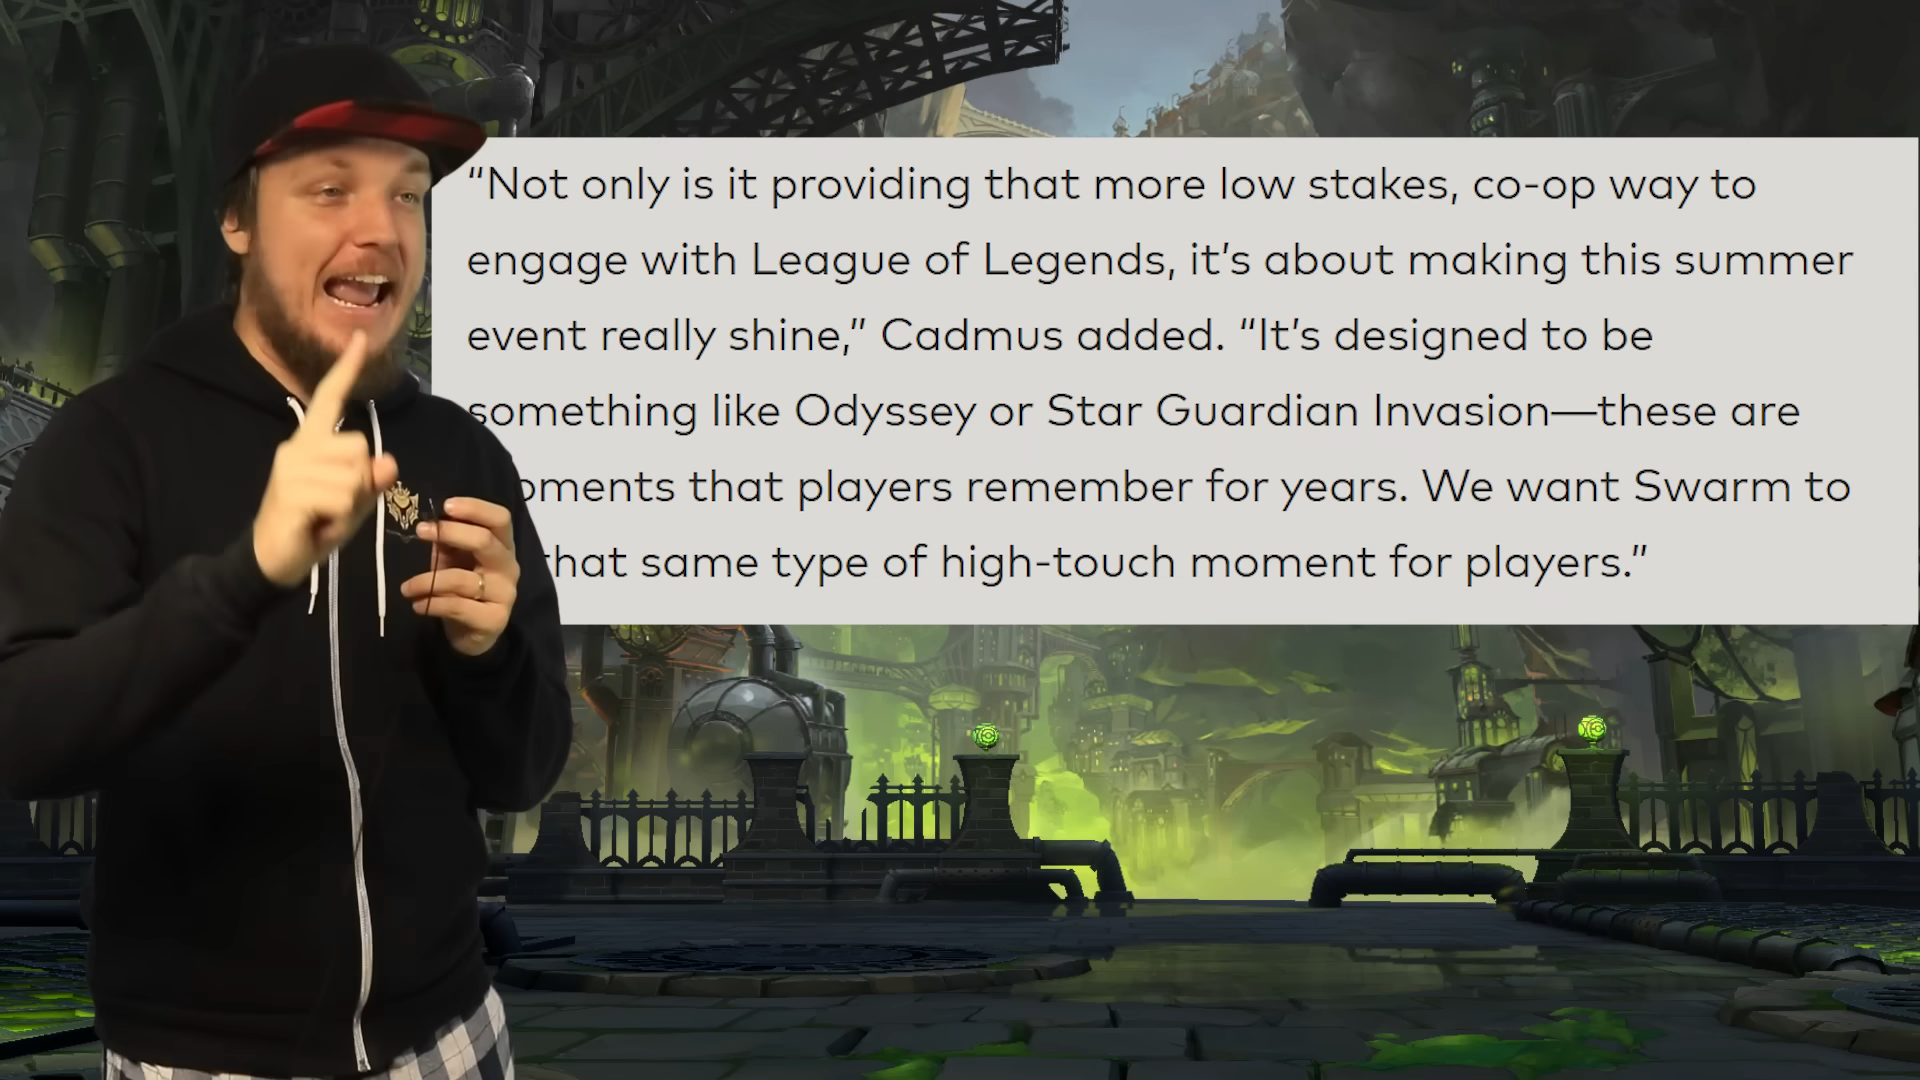 “Not only is it providing that more low stakes, co-op way to
engage with League of Legends, it’s about making this summer
event really shine,” Cadmus added. “It’s designed to be
something like Odyssey or Star Guardian Invasion—these are
that players remember for years. We want Swarm to
same type of high-touch moment for players.”